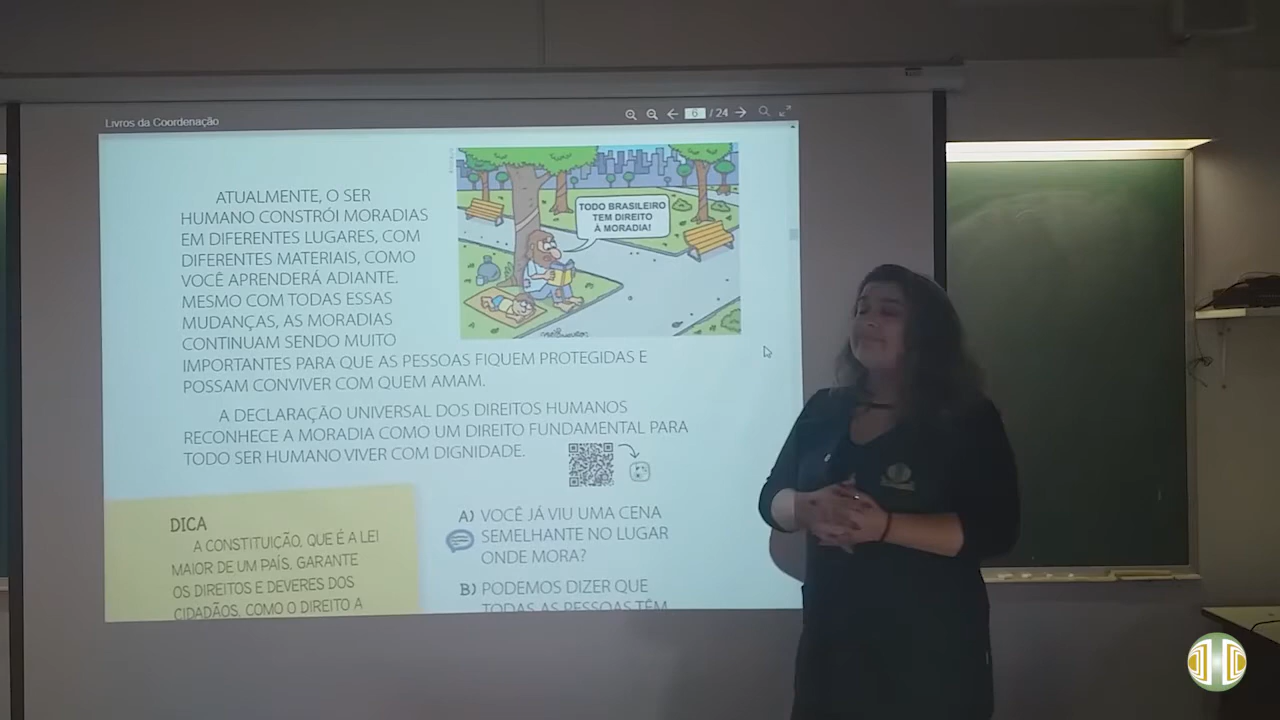 Livros da Coordenação
6 / 24
ATUALMENTE, O SER
HUMANO CONSTRÓI MORADIAS
EM DIFERENTES LUGARES, COM
DIFERENTES MATERIAIS, COMO
VOCÊ APRENDERÁ ADIANTE.
MESMO COM TODAS ESSAS
MUDANÇAS, AS MORADIAS
CONTINUAM SENDO MUITO
IMPORTANTES PARA QUE AS PESSOAS FIQUEM PROTEGIDAS E
POSSAM CONVIVER COM QUEM AMAM.
TODO BRASILEIRO
TEM DIREITO
À MORADIA!
A DECLARAÇÃO UNIVERSAL DOS DIREITOS HUMANOS
RECONHECE A MORADIA COMO UM DIREITO FUNDAMENTAL PARA
TODO SER HUMANO VIVER COM DIGNIDADE.
DICA
A CONSTITUIÇÃO, QUE É A LEI
MAIOR DE UM PAÍS, GARANTE
OS DIREITOS E DEVERES DOS
CIDADÃOS, COMO O DIREITO A
A) VOCÊ JÁ VIU UMA CENA
SEMELHANTE NO LUGAR
ONDE MORA?
B) PODEMOS DIZER QUE
TODAS AS PESSOAS TÊM